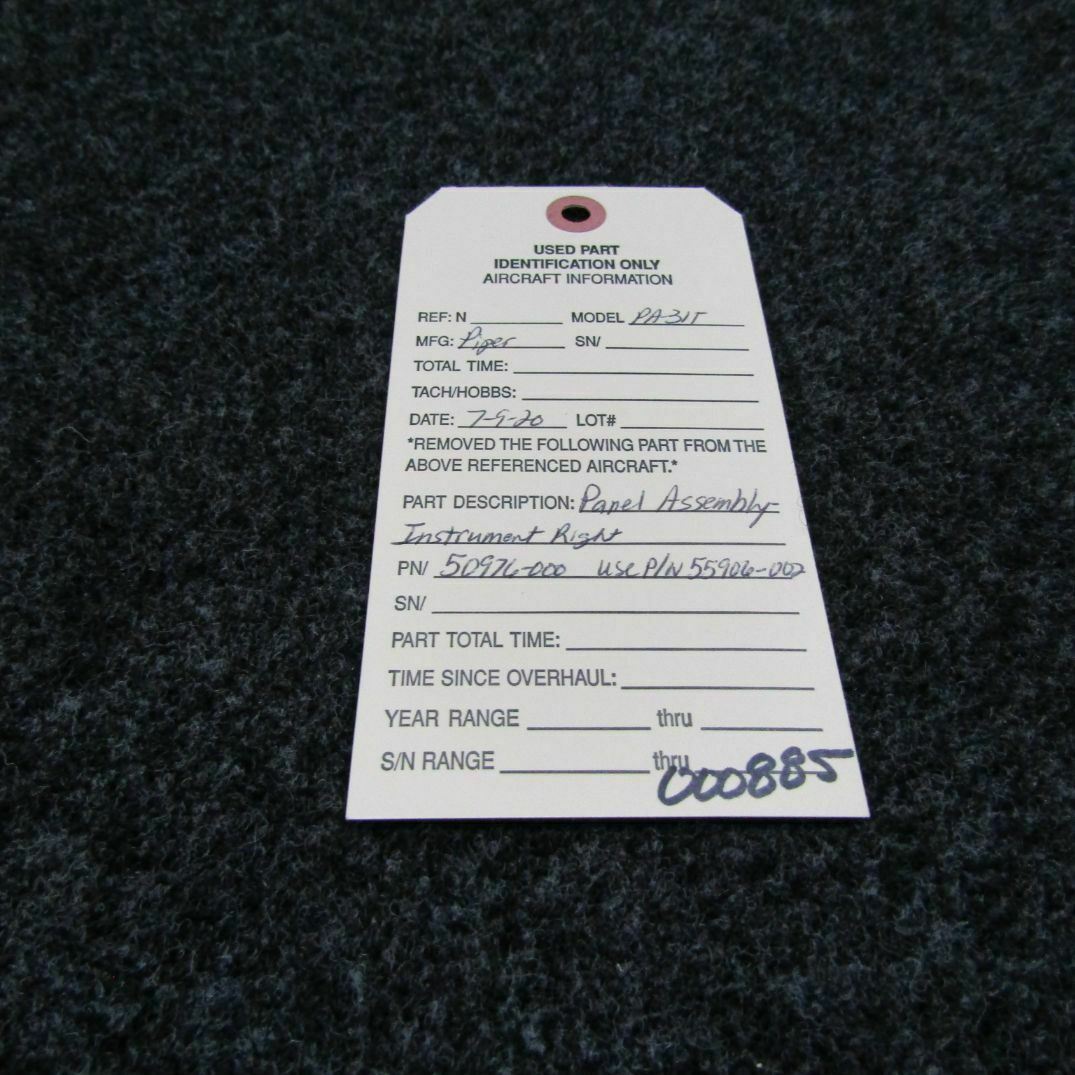 USED PART
IDENTIFICATION ONLY
AIRCRAFT INFORMATION
REF: N MODEL PA-31T
MFG: Piper SN/
TOTAL TIME:
TACH/HOBBS:
DATE: 7-9-20 LOT#
*REMOVED THE FOLLOWING PART FROM THE
ABOVE REFERENCED AIRCRAFT.*
PART DESCRIPTION: Panel Assembly
Instrument Right
PN/ 50976-000 use P/N 55906-002
SN/
PART TOTAL TIME:
TIME SINCE OVERHAUL:
YEAR RANGE thru
S/N RANGE thru
000885